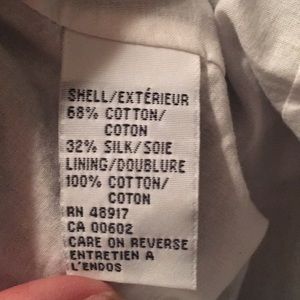 SHELL/EXTÉRIEUR
68% COTTON/
COTON
32% SILK/SOIE
LINING/DOUBLURE
100% COTTON/
COTON
RN 48917
CA 00602
CARE ON REVERSE
ENTRETIEN A
L'ENDOS